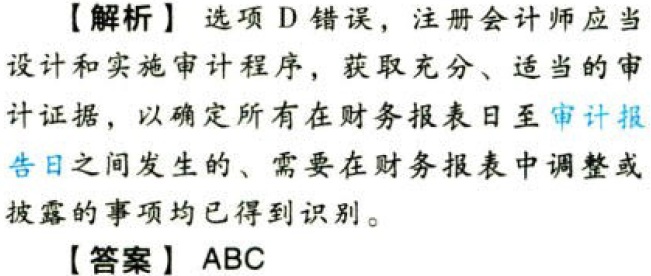 【解析】 选项 D 错误，注册会计师应当
设计和实施审计程序，获取充分、适当的审
计证据，以确定所有在财务报表日至审计报
告日之间发生的、需要在财务报表中调整或
披露的事项均已得到识别。
【答案】 ABC